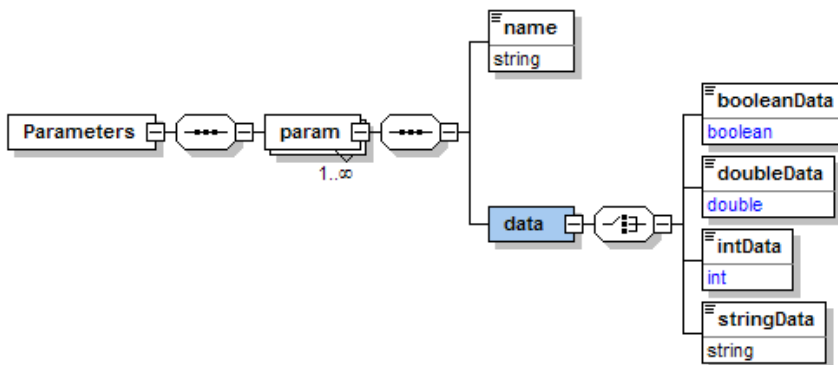 name
string
Parameters
param
1..∞
data
booleanData
boolean
doubleData
double
intData
int
stringData
string